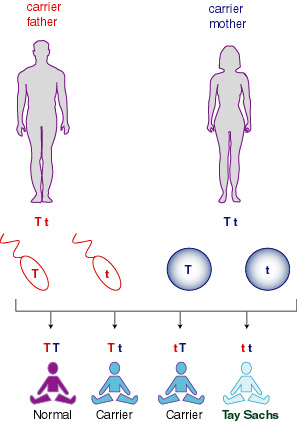 carrier father
carrier mother
T t
T t
T
t
T
t
T T
T t
t T
t t
Normal
Carrier
Carrier
Tay Sachs